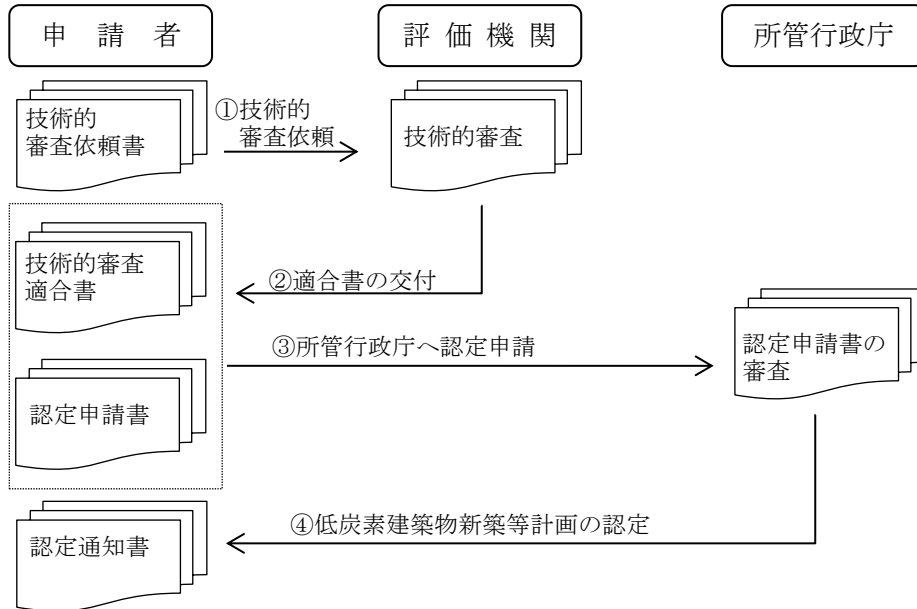 申請者
評価機関
所管行政庁
技術的
審査依頼書
①技術的
審査依頼
技術的審査
技術的審査
適合書
②適合書の交付
③所管行政庁へ認定申請
認定申請書の
審査
認定申請書
④低炭素建築物新築等計画の認定
認定通知書